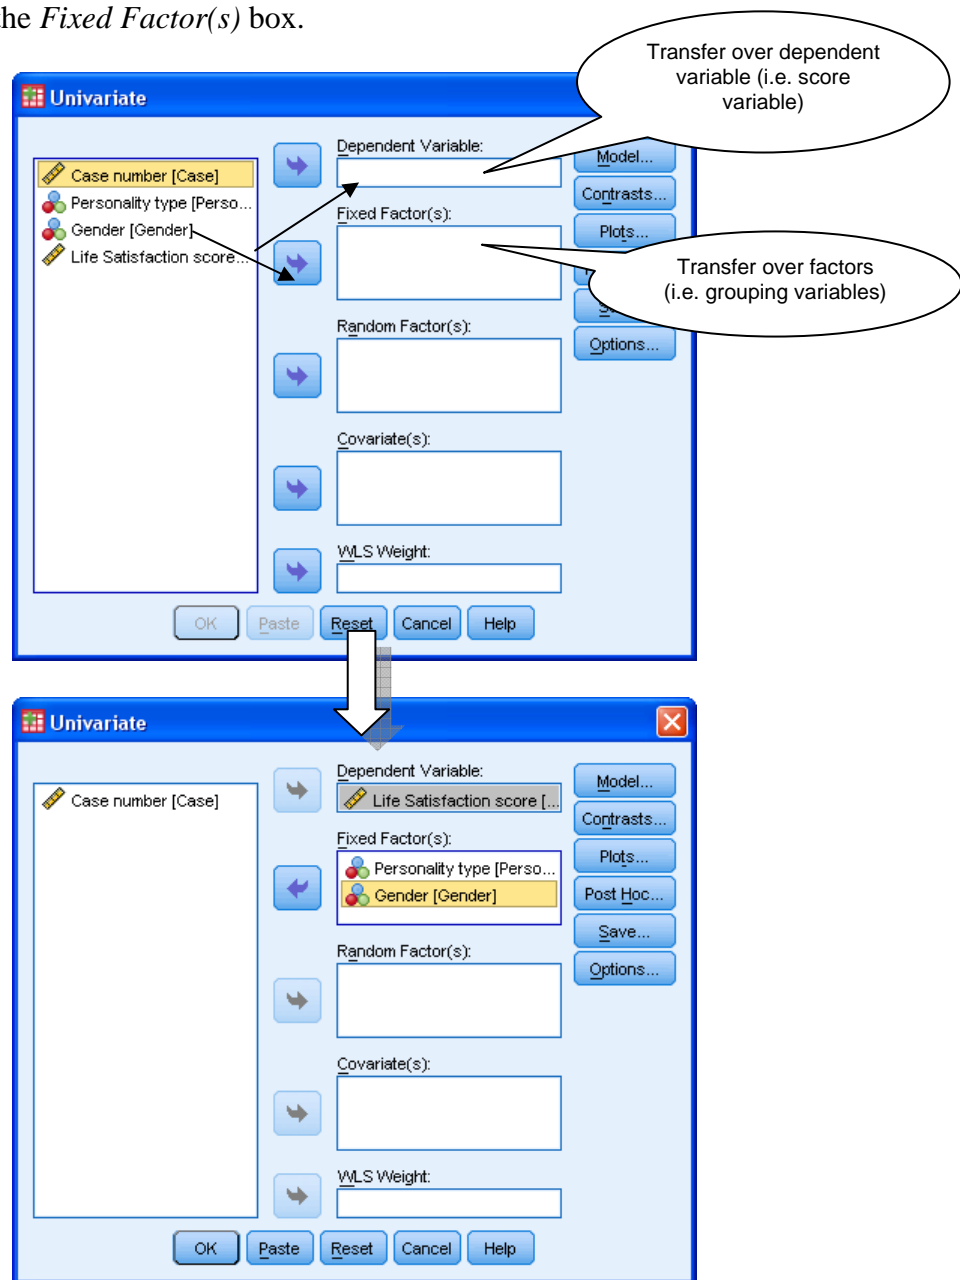 the Fixed Factor(s) box.
Transfer over dependent
variable (i.e. score
variable)
Univariate
Case number [Case]
Personality type [Perso...
Gender [Gender]
Life Satisfaction score...
Dependent Variable:
Fixed Factor(s):
Random Factor(s):
Covariate(s):
WLS Weight:
Model...
Contrasts...
Plots...
Transfer over factors
(i.e. grouping variables)
Options...
OK Paste Reset Cancel Help
Univariate
Case number [Case]
Dependent Variable:
Life Satisfaction score [...
Fixed Factor(s):
Personality type [Perso...
Gender [Gender]
Random Factor(s):
Covariate(s):
WLS Weight:
Model...
Contrasts...
Plots...
Post Hoc...
Save...
Options...
OK Paste Reset Cancel Help